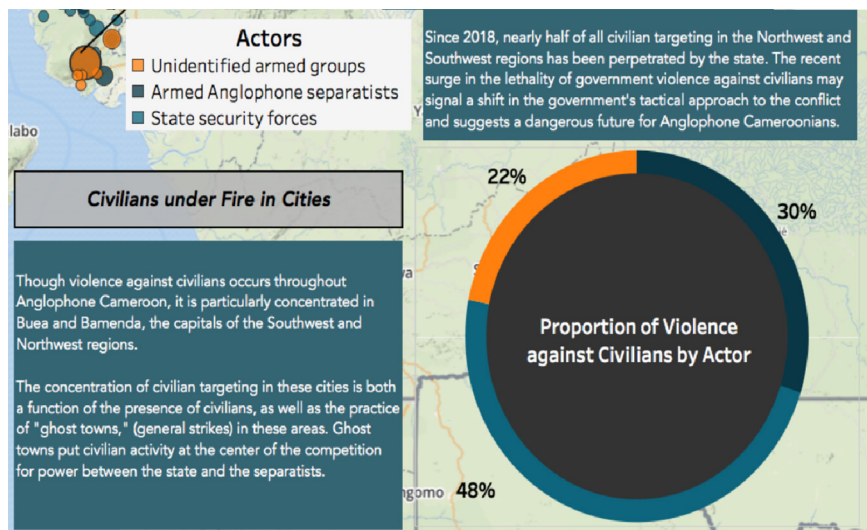 Actors
Unidentified armed groups
Armed Anglophone separatists
State security forces
Since 2018, nearly half of all civilian targeting in the Northwest and
Southwest regions has been perpetrated by the state. The recent
surge in the lethality of government violence against civilians may
signal a shift in the government's tactical approach to the conflict
and suggests a dangerous future for Anglophone Cameroonians.
labo
Civilians under Fire in Cities
Though violence against civilians occurs throughout
Anglophone Cameroon, it is particularly concentrated in
Buea and Bamenda, the capitals of the Southwest and
Northwest regions.
The concentration of civilian targeting in these cities is both
a function of the presence of civilians, as well as the practice
of "ghost towns," (general strikes) in these areas. Ghost
towns put civilian activity at the center of the competition
for power between the state and the separatists.
22%
30%
Proportion of Violence
against Civilians by Actor
48%
ngomo